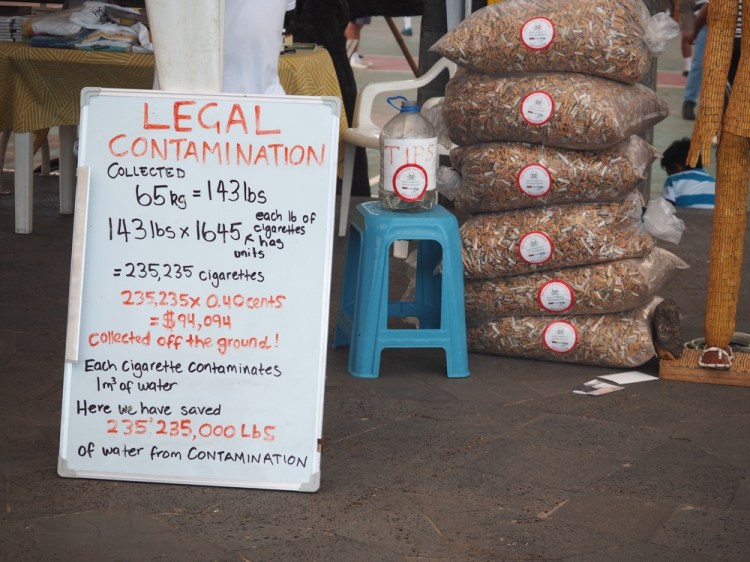 LEGAL
CONTAMINATION
COLLECTED
65kg = 143lbs
143lbs x 1645 x each lb of
cigarettes
has
units
= 235,235 cigarettes
235,235 x 0.40 cents
= $94,094
Collected off the ground!
Each Cigarette Contaminates
1m³ of water
Here we have saved
235'235,000 Lbs
of water from CONTAMINATION
TIPS